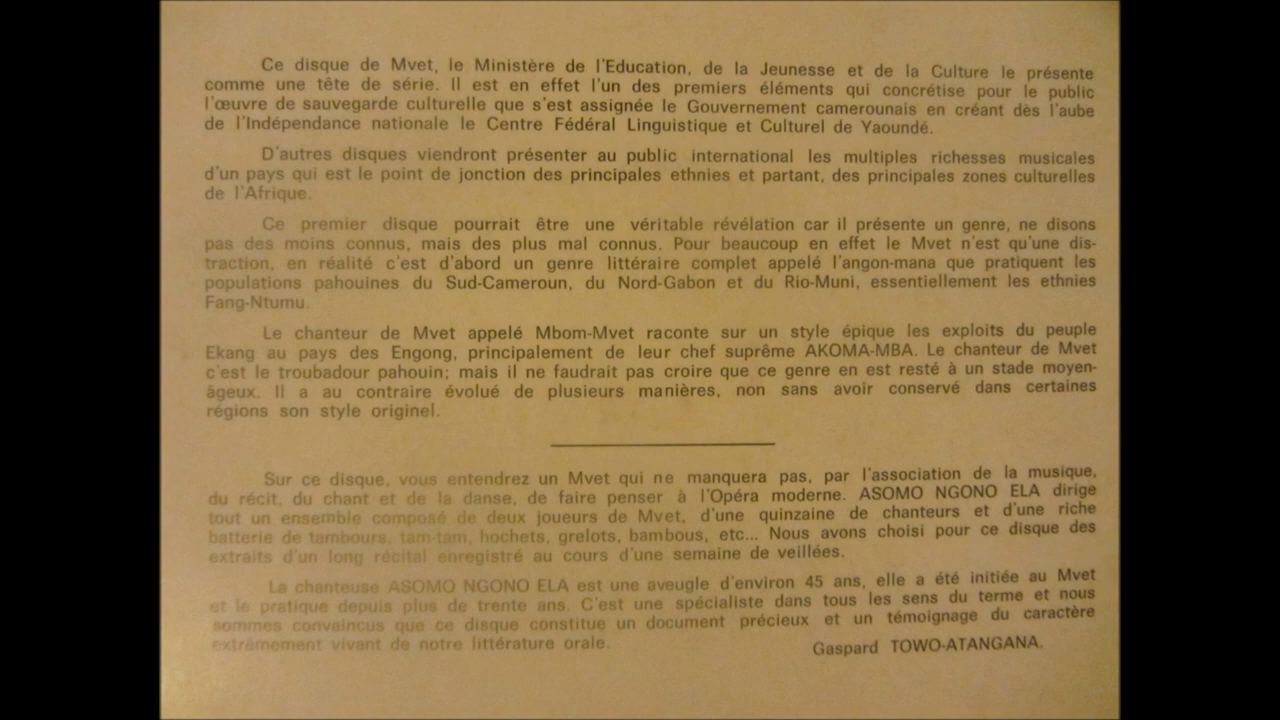 Ce disque de Mvet, le Ministère de l'Education, de la Jeunesse et de la Culture le présente
comme une tête de série. Il est en effet l'un des premiers éléments qui concrétise pour le public
l'œuvre de sauvegarde culturelle que s'est assignée le Gouvernement camerounais en créant dès l'aube
de l'Indépendance nationale le Centre Fédéral Linguistique et Culturel de Yaoundé.
D'autres disques viendront présenter au public international les multiples richesses musicales
d'un pays qui est le point de jonction des principales ethnies et partant, des principales zones culturelles
de l'Afrique.
Ce premier disque pourrait être une véritable révélation car il présente un genre, ne disons
pas des moins connus, mais des plus mal connus. Pour beaucoup en effet le Mvet n'est qu'une dis-
traction, en réalité c'est d'abord un genre littéraire complet appelé l'angon-mana que pratiquent les
populations pahouines du Sud-Cameroun, du Nord-Gabon et du Rio-Muni, essentiellement les ethnies
Fang-Ntumu.
Le chanteur de Mvet appelé Mbom-Mvet raconte sur un style épique les exploits du peuple
Ekang au pays des Engong, principalement de leur chef suprême AKOMA-MBA. Le chanteur de Mvet
c'est le troubadour pahouin; mais il ne faudrait pas croire que ce genre en est resté à un stade moyen-
âgeux. Il a au contraire évolué de plusieurs manières, non sans avoir conservé dans certaines
régions son style originel.
Sur ce disque, vous entendrez un Mvet qui ne manquera pas, par l'association de la musique,
du récit, du chant et de la danse, de faire penser à l'Opéra moderne. ASOMO NGONO ELA dirige
tout un ensemble composé de deux joueurs de Mvet, d'une quinzaine de chanteurs et d'une riche
batterie de tambours, tam-tam, hochets, grelots, bambous, etc... Nous avons choisi pour ce disque des
extraits d'un long récital enregistré au cours d'une semaine de veillées.
La chanteuse ASOMO NGONO ELA est une aveugle d'environ 45 ans, elle a été initiée au Mvet
et le pratique depuis plus de trente ans. C'est une spécialiste dans tous les sens du terme et nous
sommes convaincus que ce disque constitue un document précieux et un témoignage du caractère
extrêmement vivant de notre littérature orale.
Gaspard TOWO-ATANGANA.